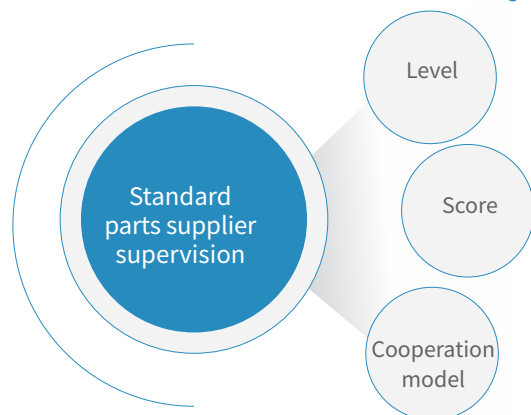 Standard
parts supplier
supervision
Level
Score
Cooperation
model